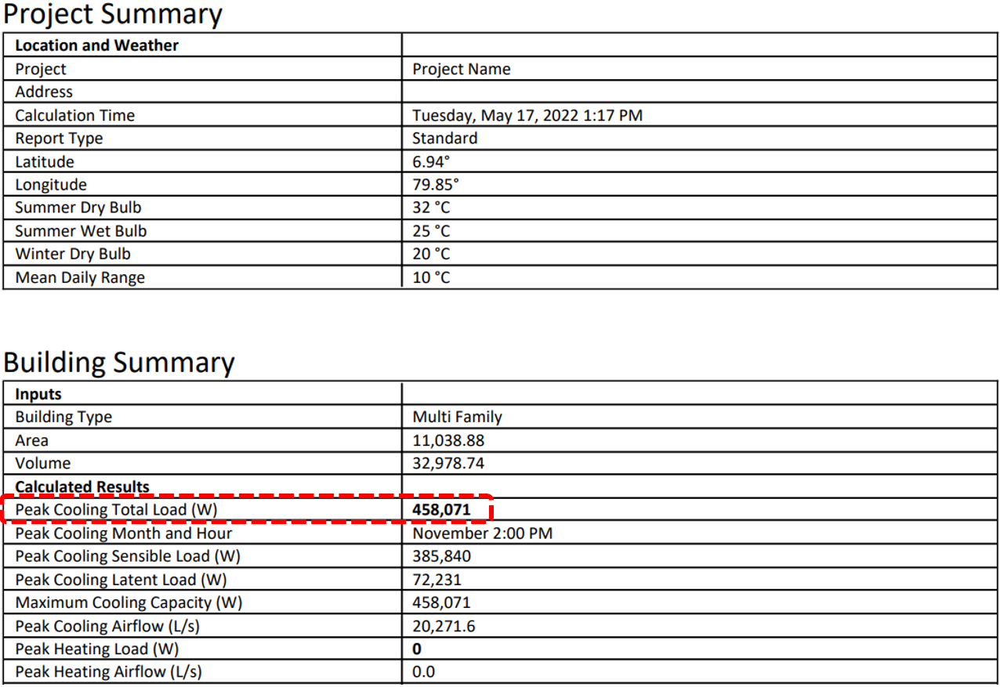 Project Summary
Location and Weather
Project Project Name
Address
Calculation Time Tuesday, May 17, 2022 1:17 PM
Report Type Standard
Latitude 6.94°
Longitude 79.85°
Summer Dry Bulb 32 °C
Summer Wet Bulb 25 °C
Winter Dry Bulb 20 °C
Mean Daily Range 10 °C
Building Summary
Inputs
Building Type Multi Family
Area 11,038.88
Volume 32,978.74
Calculated Results
Peak Cooling Total Load (W) 458,071
Peak Cooling Month and Hour November 2:00 PM
Peak Cooling Sensible Load (W) 385,840
Peak Cooling Latent Load (W) 72,231
Maximum Cooling Capacity (W) 458,071
Peak Cooling Airflow (L/s) 20,271.6
Peak Heating Load (W) 0
Peak Heating Airflow (L/s) 0.0